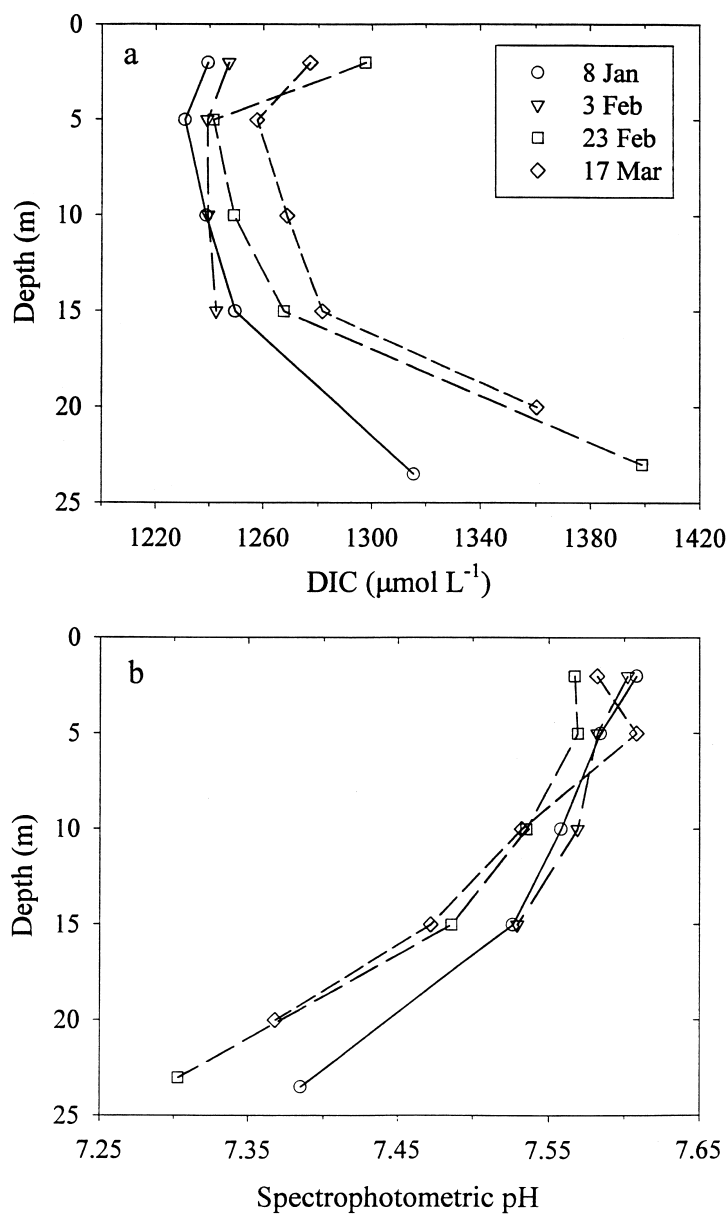 a
8 Jan
3 Feb
23 Feb
17 Mar
0
5
10
15
20
25
Depth (m)
1220 1260 1300 1340 1380 1420
DIC (μmol L⁻¹)
b
0
5
10
15
20
25
Depth (m)
7.25 7.35 7.45 7.55 7.65
Spectrophotometric pH